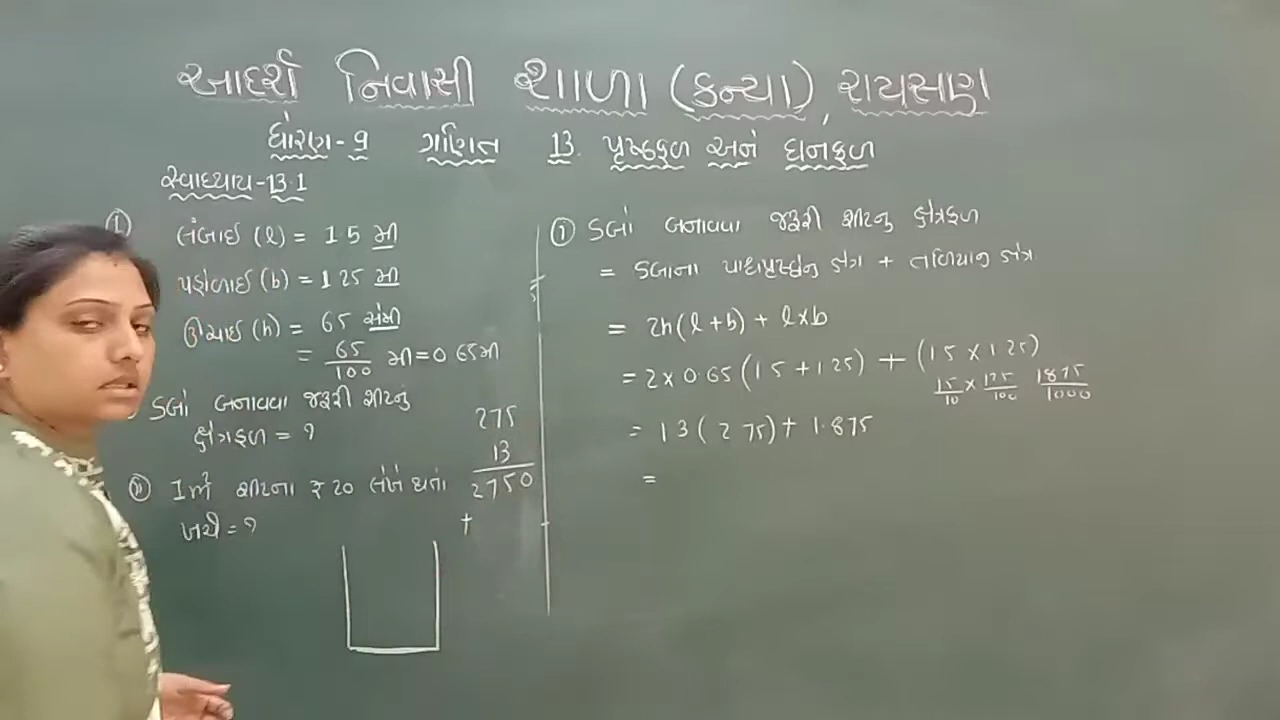 આદર્શ નિવાસી શાળા (કન્યા), રાયસણ
ધોરણ-9 ગણિત 13. પૃષ્ઠફળ અને ઘનફળ
સ્વાધ્યાય-13.1
①
લંબાઈ (l) = 1.5 મી
પહોળાઈ (b) = 1.25 મી
ઊંચાઈ (h) = 65 સેમી
= 65/100 મી = 0.65 મી
ડબો બનાવવા જરૂરી શીટનું
ક્ષેત્રફળ = ?
(ii) 1 મી² શીટના ₹ 20 લેખે થતો
ખર્ચ = ?
275
13
2750
+
① ડબો બનાવવા જરૂરી શીટનું ક્ષેત્રફળ
= ડબાના પાર્શ્વપૃષ્ઠનું ક્ષેત્ર + તળિયાનું ક્ષેત્ર
= 2h(l+b) + l×b
= 2×0.65(1.5+1.25) + (1.5×1.25)
15/10 × 125/100 1875/1000
= 1.3(2.75) + 1.875
=